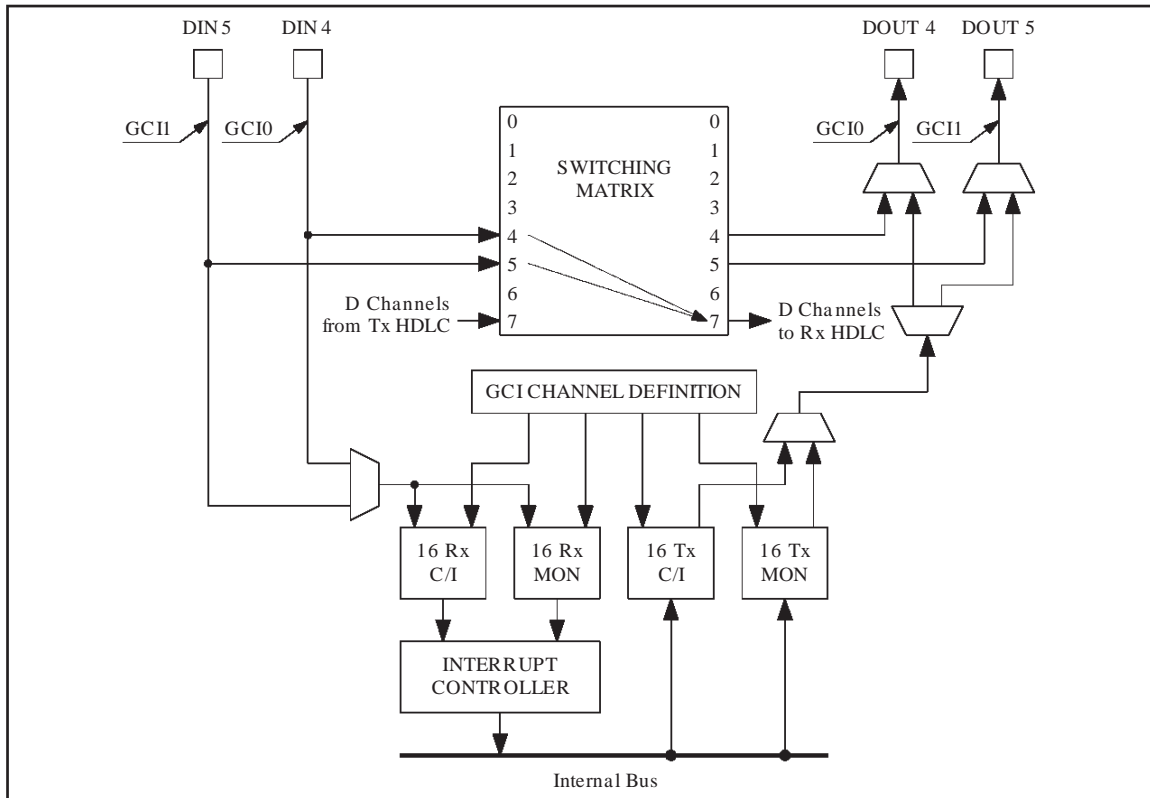 DIN 5
DIN 4
DOUT 4
DOUT 5
GCI1
GCI0
GCI0
GCI1
0
1
2
3
4
5
6
7
SWITCHING
MATRIX
0
1
2
3
4
5
6
7
D Channels
from Tx HDLC
D Channels
to Rx HDLC
GCI CHANNEL DEFINITION
16 Rx
C/I
16 Rx
MON
16 Tx
C/I
16 Tx
MON
INTERRUPT
CONTROLLER
Internal Bus